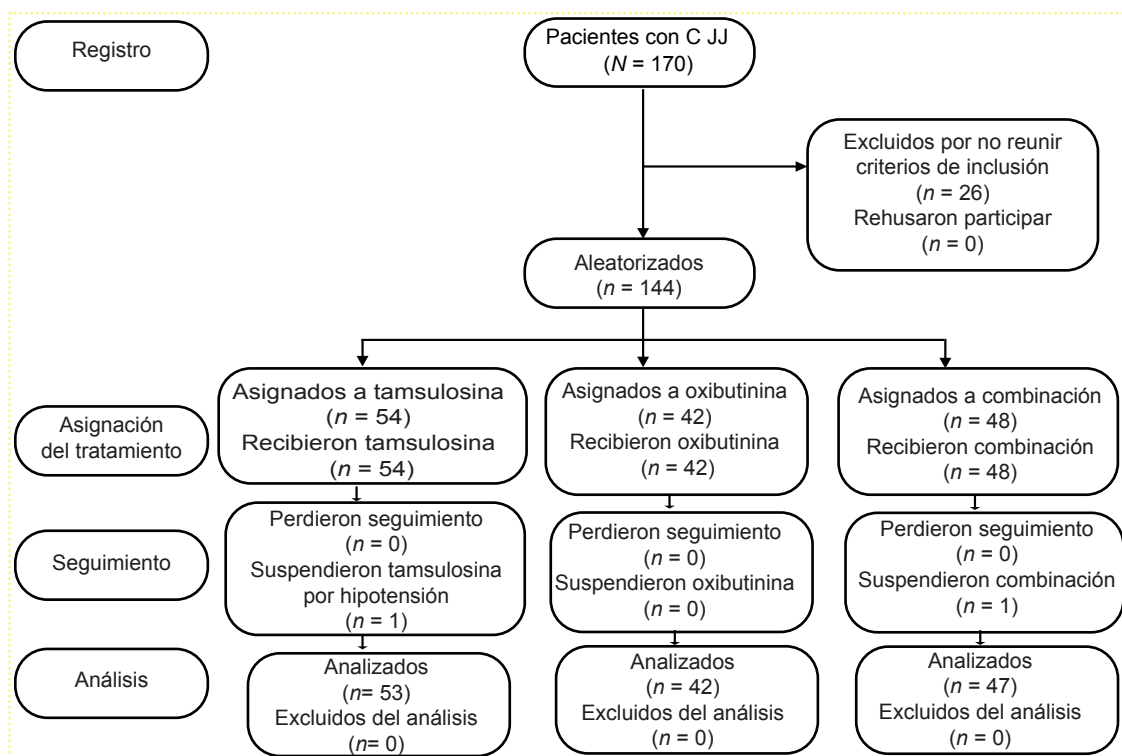 Registro
Pacientes con C JJ
(N = 170)
Excluidos por no reunir
criterios de inclusión
(n = 26)
Rehusaron participar
(n = 0)
Aleatorizados
(n = 144)
Asignación
del tratamiento
Asignados a tamsulosina
(n = 54)
Recibieron tamsulosina
(n = 54)
Asignados a oxibutinina
(n = 42)
Recibieron oxibutinina
(n = 42)
Asignados a combinación
(n = 48)
Recibieron combinación
(n = 48)
Seguimiento
Perdieron seguimiento
(n = 0)
Suspendieron tamsulosina
por hipotensión
(n = 1)
Perdieron seguimiento
(n = 0)
Suspendieron oxibutinina
(n = 0)
Perdieron seguimiento
(n = 0)
Suspendieron combinación
(n = 1)
Análisis
Analizados
(n= 53)
Excluidos del análisis
(n= 0)
Analizados
(n = 42)
Excluidos del análisis
(n = 0)
Analizados
(n = 47)
Excluidos del análisis
(n = 0)